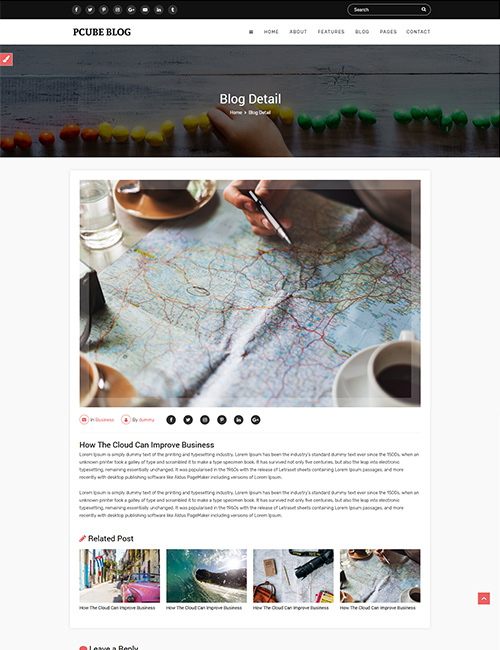 Search
PCUBE BLOG
HOME ABOUT FEATURES BLOG PAGES CONTACT
Blog Detail
Home Blog Detail
In Business By dummy
How The Cloud Can Improve Business
Lorem Ipsum is simply dummy text of the printing and typesetting industry. Lorem Ipsum has been the industry's standard dummy text ever since the 1500s, when an
unknown printer took a galley of type and scrambled it to make a type specimen book. It has survived not only five centuries, but also the leap into electronic
typesetting, remaining essentially unchanged. It was popularised in the 1960s with the release of Letraset sheets containing Lorem Ipsum passages, and more
recently with desktop publishing software like Aldus PageMaker including versions of Lorem Ipsum.
Lorem Ipsum is simply dummy text of the printing and typesetting industry. Lorem Ipsum has been the industry's standard dummy text ever since the 1500s, when an
unknown printer took a galley of type and scrambled it to make a type specimen book. It has survived not only five centuries, but also the leap into electronic
typesetting, remaining essentially unchanged. It was popularised in the 1960s with the release of Letraset sheets containing Lorem Ipsum passages, and more
recently with desktop publishing software like Aldus PageMaker including versions of Lorem Ipsum.
Related Post
How The Cloud Can Improve Business How The Cloud Can Improve Business How The Cloud Can Improve Business How The Cloud Can Improve Business
Leave a Reply